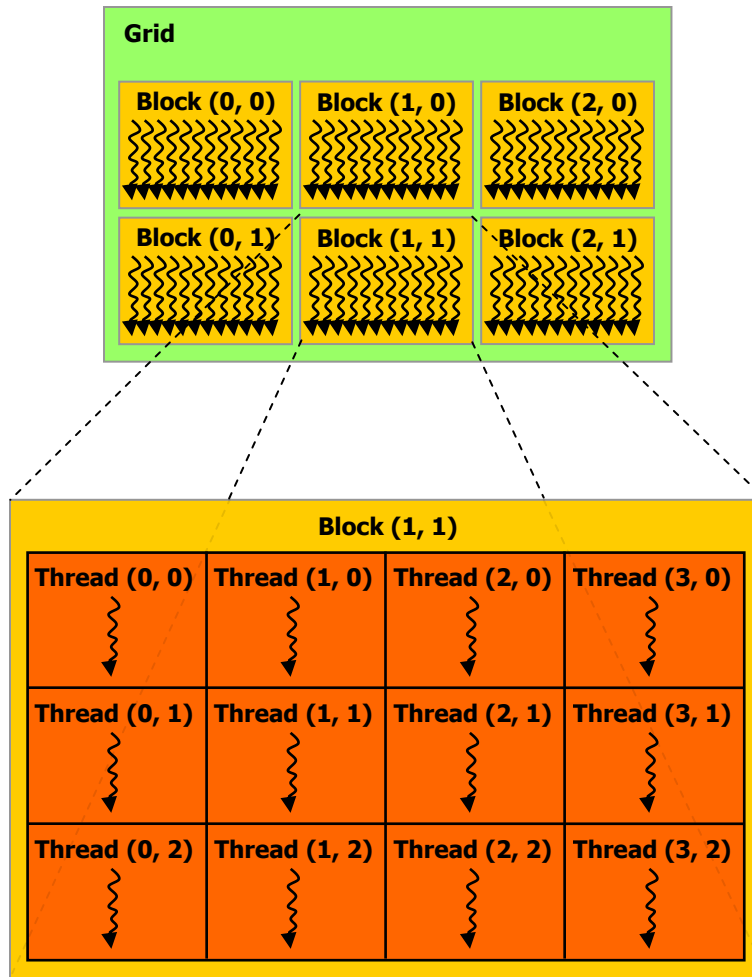 Grid
Block (0, 0) Block (1, 0) Block (2, 0)
Block (0, 1) Block (1, 1) Block (2, 1)
Block (1, 1)
Thread (0, 0) Thread (1, 0) Thread (2, 0) Thread (3, 0)
Thread (0, 1) Thread (1, 1) Thread (2, 1) Thread (3, 1)
Thread (0, 2) Thread (1, 2) Thread (2, 2) Thread (3, 2)